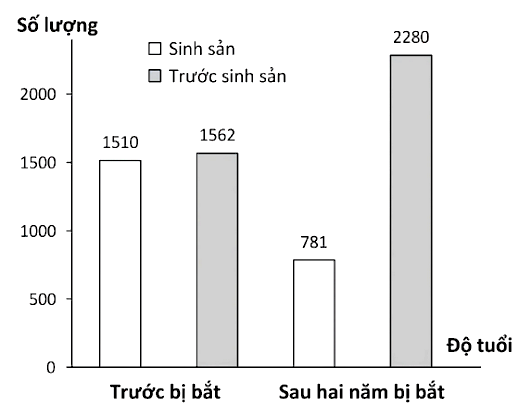 Số lượng
Sinh sản
Trước sinh sản
2280
2000
1510
1562
1500
1000
781
500
0
Độ tuổi
Trước bị bắt
Sau hai năm bị bắt